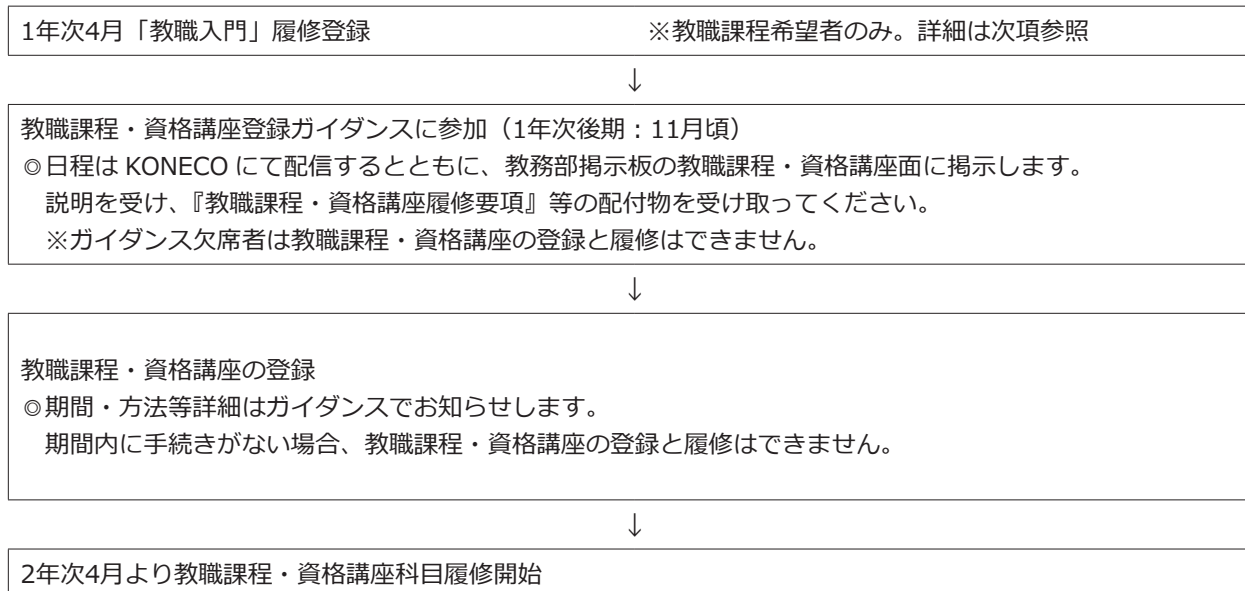 1年次4月「教職入門」履修登録　※教職課程希望者のみ。詳細は次項参照
↓
教職課程・資格講座登録ガイダンスに参加（1年次後期：11月頃）
◎日程は KONECO にて配信するとともに、教務部掲示板の教職課程・資格講座面に掲示します。
説明を受け、『教職課程・資格講座履修要項』等の配付物を受け取ってください。
※ガイダンス欠席者は教職課程・資格講座の登録と履修はできません。
↓
教職課程・資格講座の登録
◎期間・方法等詳細はガイダンスでお知らせします。
期間内に手続きがない場合、教職課程・資格講座の登録と履修はできません。
↓
2年次4月より教職課程・資格講座科目履修開始